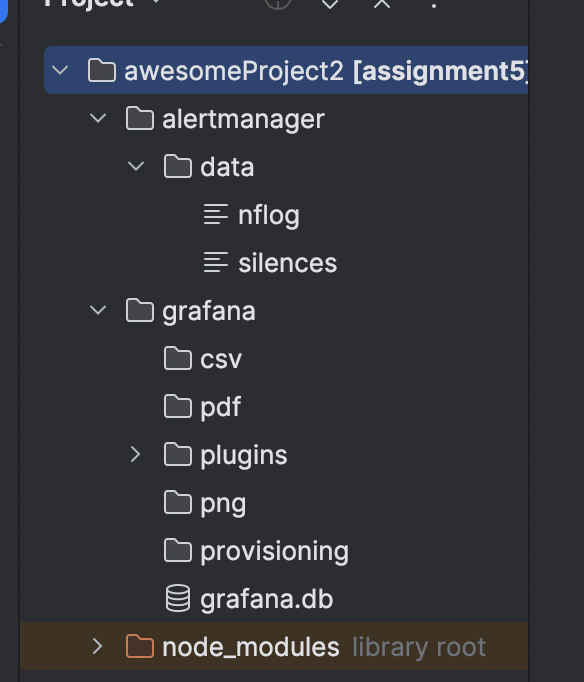 Project
awesomeProject2 [assignment5]
alertmanager
data
nflog
silences
grafana
csv
pdf
plugins
png
provisioning
grafana.db
node_modules library root